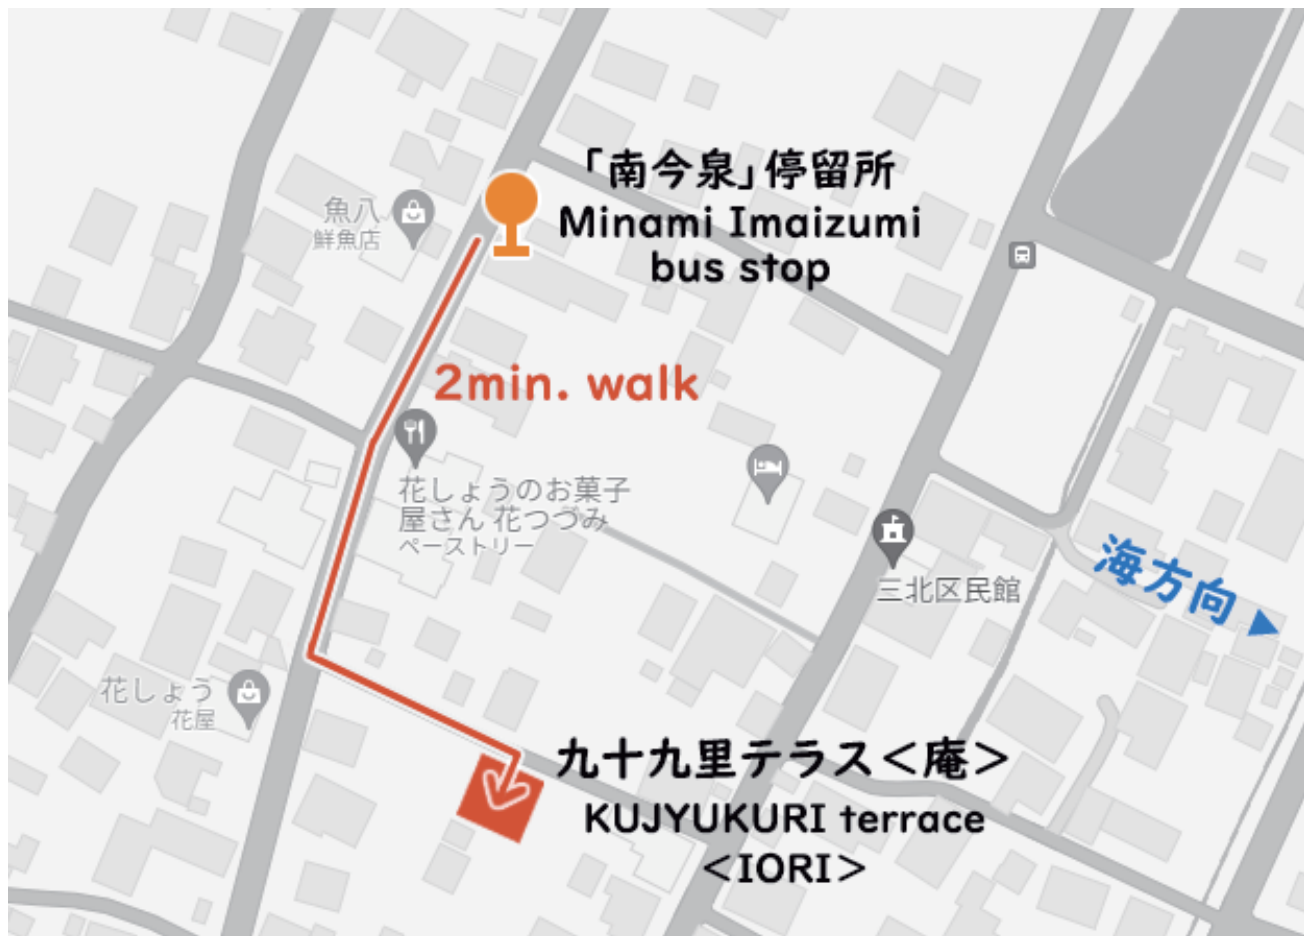 「南今泉」停留所
Minami Imaizumi
bus stop
魚八
鮮魚店
2min. walk
花しょうのお菓子
屋さん 花つづみ
ペーストリー
海方向
三北区民館
花しょう
花屋
九十九里テラス＜庵＞
KUJYUKURI terrace
＜IORI＞